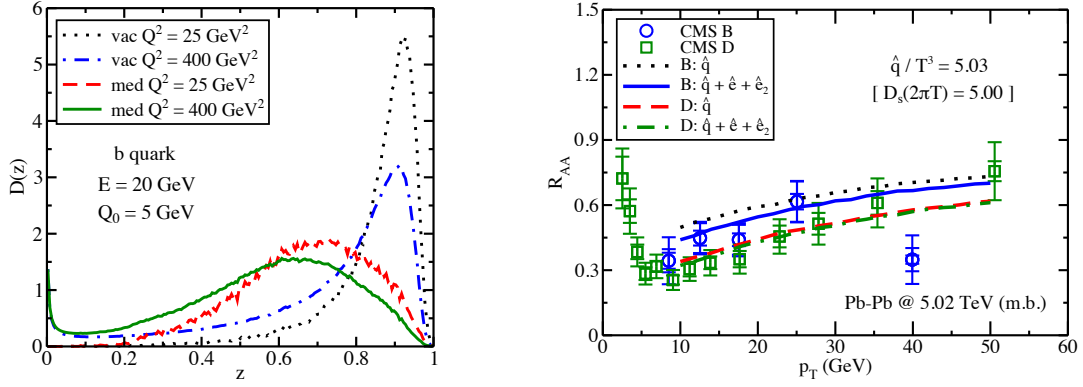 D(z)
6
5
4
3
2
1
0
vac Q² = 25 GeV²
vac Q² = 400 GeV²
med Q² = 25 GeV²
med Q² = 400 GeV²
b quark
E = 20 GeV
Q₀ = 5 GeV
0 0.2 0.4 0.6 0.8 1
z
R_AA
1.5
1.2
0.9
0.6
0.3
0
CMS B
CMS D
B: q̂
B: q̂ + ê + ê₂
D: q̂
D: q̂ + ê + ê₂
q̂ / T³ = 5.03
[ D_s(2πT) = 5.00 ]
Pb-Pb @ 5.02 TeV (m.b.)
0 10 20 30 40 50 60
p_T (GeV)